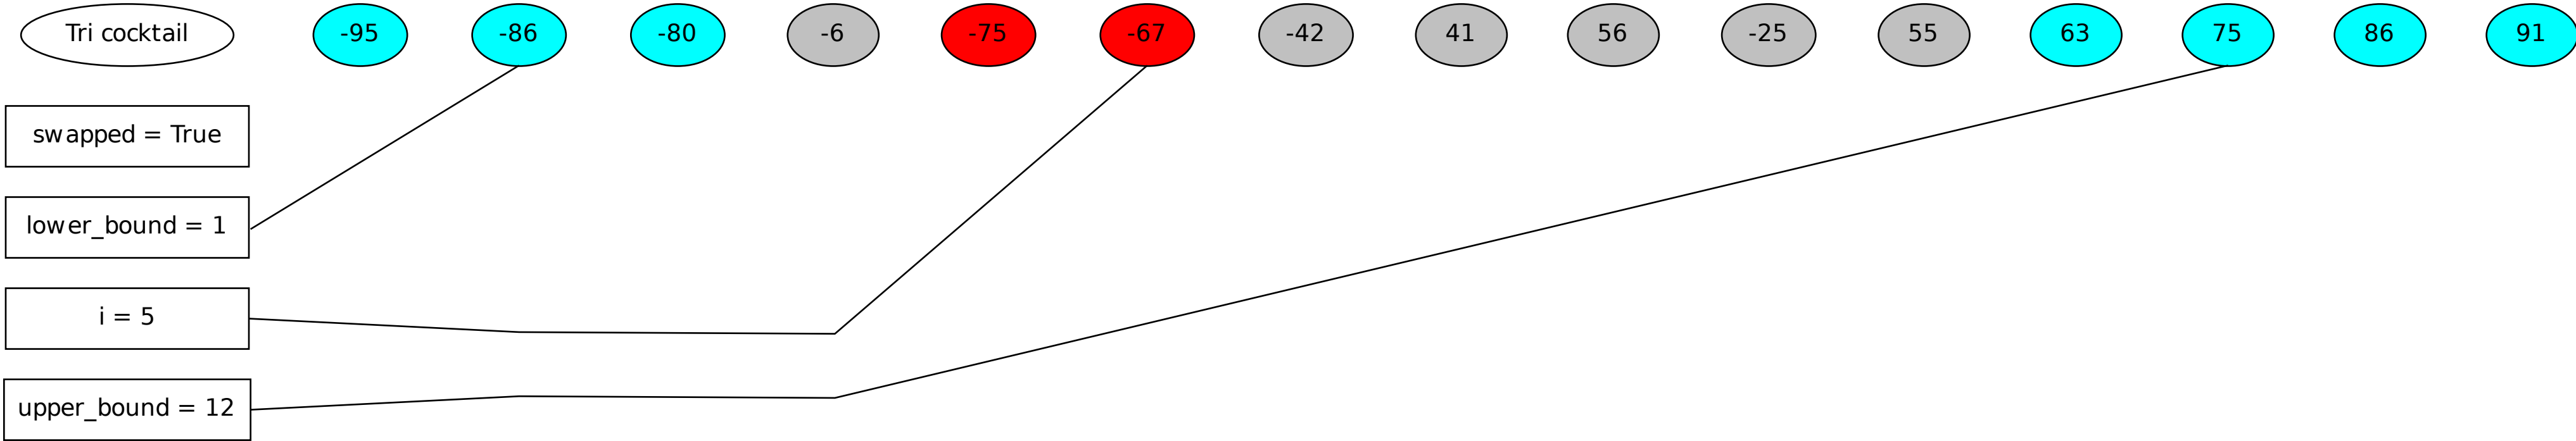 Tri cocktail -95 -86 -80 -6 -75 -67 -42 41 56 -25 55 63 75 86 91
swapped = True
lower_bound = 1
i = 5
upper_bound = 12